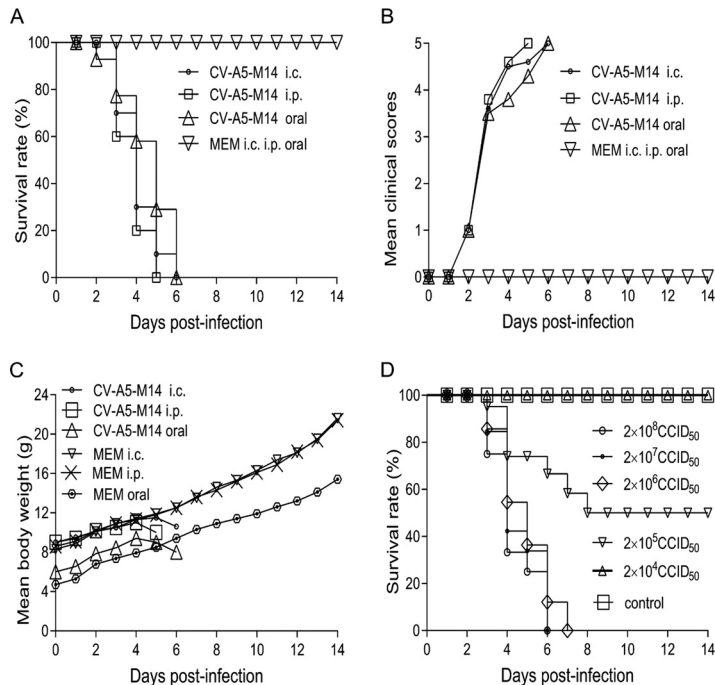 A
100
80
60
40
20
0
Survival rate (%)
0 2 4 6 8 10 12 14
Days post-infection
CV-A5-M14 i.c.
CV-A5-M14 i.p.
CV-A5-M14 oral
MEM i.c. i.p. oral
B
5
4
3
2
1
0
Mean clinical scores
0 2 4 6 8 10 12 14
Days post-infection
CV-A5-M14 i.c.
CV-A5-M14 i.p.
CV-A5-M14 oral
MEM i.c. i.p. oral
C
24
20
16
12
8
4
0
Mean body weight (g)
0 2 4 6 8 10 12 14
Days post-infection
CV-A5-M14 i.c.
CV-A5-M14 i.p.
CV-A5-M14 oral
MEM i.c.
MEM i.p.
MEM oral
D
100
80
60
40
20
0
Survival rate (%)
0 2 4 6 8 10 12 14
Days post-infection
2×10⁸CCID₅₀
2×10⁷CCID₅₀
2×10⁶CCID₅₀
2×10⁵CCID₅₀
2×10⁴CCID₅₀
control